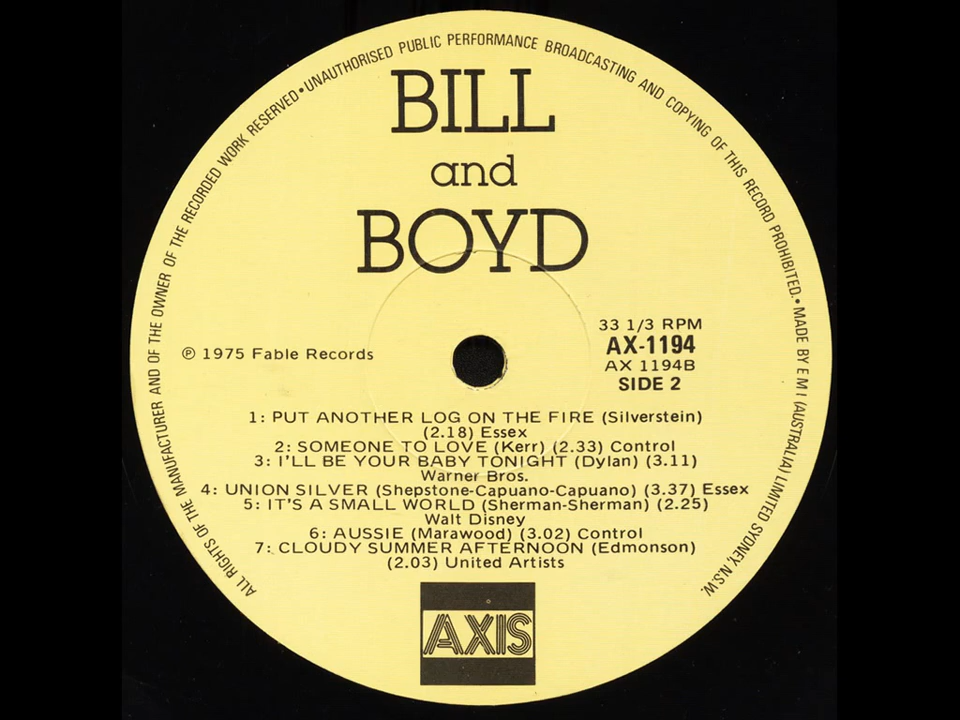 ALL RIGHTS OF THE MANUFACTURER AND OF THE OWNER OF THE RECORDED WORK RESERVED • UNAUTHORISED PUBLIC PERFORMANCE BROADCASTING AND COPYING OF THIS RECORD PROHIBITED. • MADE BY E M I (AUSTRALIA) LIMITED SYDNEY, N.S.W.
BILL
and
BOYD
℗ 1975 Fable Records
33 1/3 RPM
AX-1194
AX 1194B
SIDE 2
1: PUT ANOTHER LOG ON THE FIRE (Silverstein)
(2.18) Essex
2: SOMEONE TO LOVE (Kerr) (2.33) Control
3: I'LL BE YOUR BABY TONIGHT (Dylan) (3.11)
Warner Bros.
4: UNION SILVER (Shepstone-Capuano-Capuano) (3.37) Essex
5: IT'S A SMALL WORLD (Sherman-Sherman) (2.25)
Walt Disney
6: AUSSIE (Marawood) (3.02) Control
7: CLOUDY SUMMER AFTERNOON (Edmonson)
(2.03) United Artists
AXIS